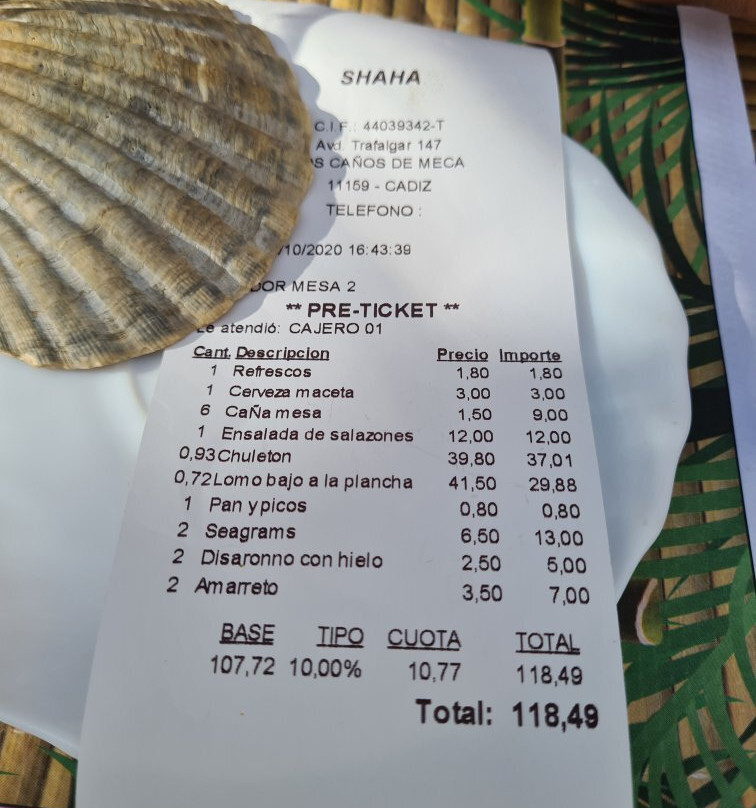 SHAHA
C.I.F.: 44039342-T
Avd. Trafalgar 147
S CAÑOS DE MECA
11159 - CADIZ
TELEFONO :
/10/2020 16:43:39
DOR MESA 2
** PRE-TICKET **
Le atendió: CAJERO 01
Cant. Descripcion Precio Importe
1 Refrescos 1,80 1,80
1 Cerveza maceta 3,00 3,00
6 CaÑa mesa 1,50 9,00
1 Ensalada de salazones 12,00 12,00
0,93 Chuleton 39,80 37,01
0,72 Lomo bajo a la plancha 41,50 29,88
1 Pan y picos 0,80 0,80
2 Seagrams 6,50 13,00
2 Disaronno con hielo 2,50 5,00
2 Amarreto 3,50 7,00
BASE TIPO CUOTA TOTAL
107,72 10,00% 10,77 118,49
Total: 118,49